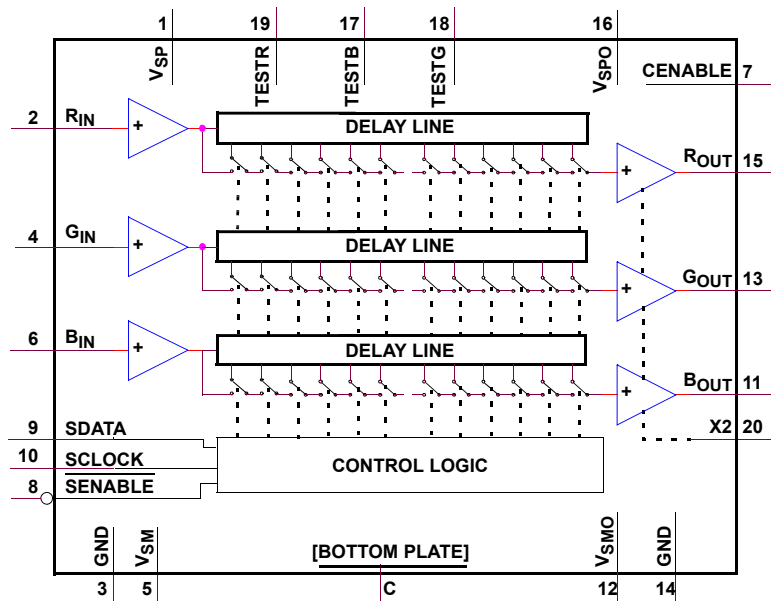 1 19 17 18 16
VSP TESTR TESTB TESTG VSPO
CENABLE 7
2 RIN + DELAY LINE
+ ROUT 15
4 GIN + DELAY LINE
+ GOUT 13
6 BIN + DELAY LINE
+ BOUT 11
9 SDATA X2 20
10 SCLOCK CONTROL LOGIC
8 SENABLE
GND VSM [BOTTOM PLATE] VSMO GND
3 5 C 12 14